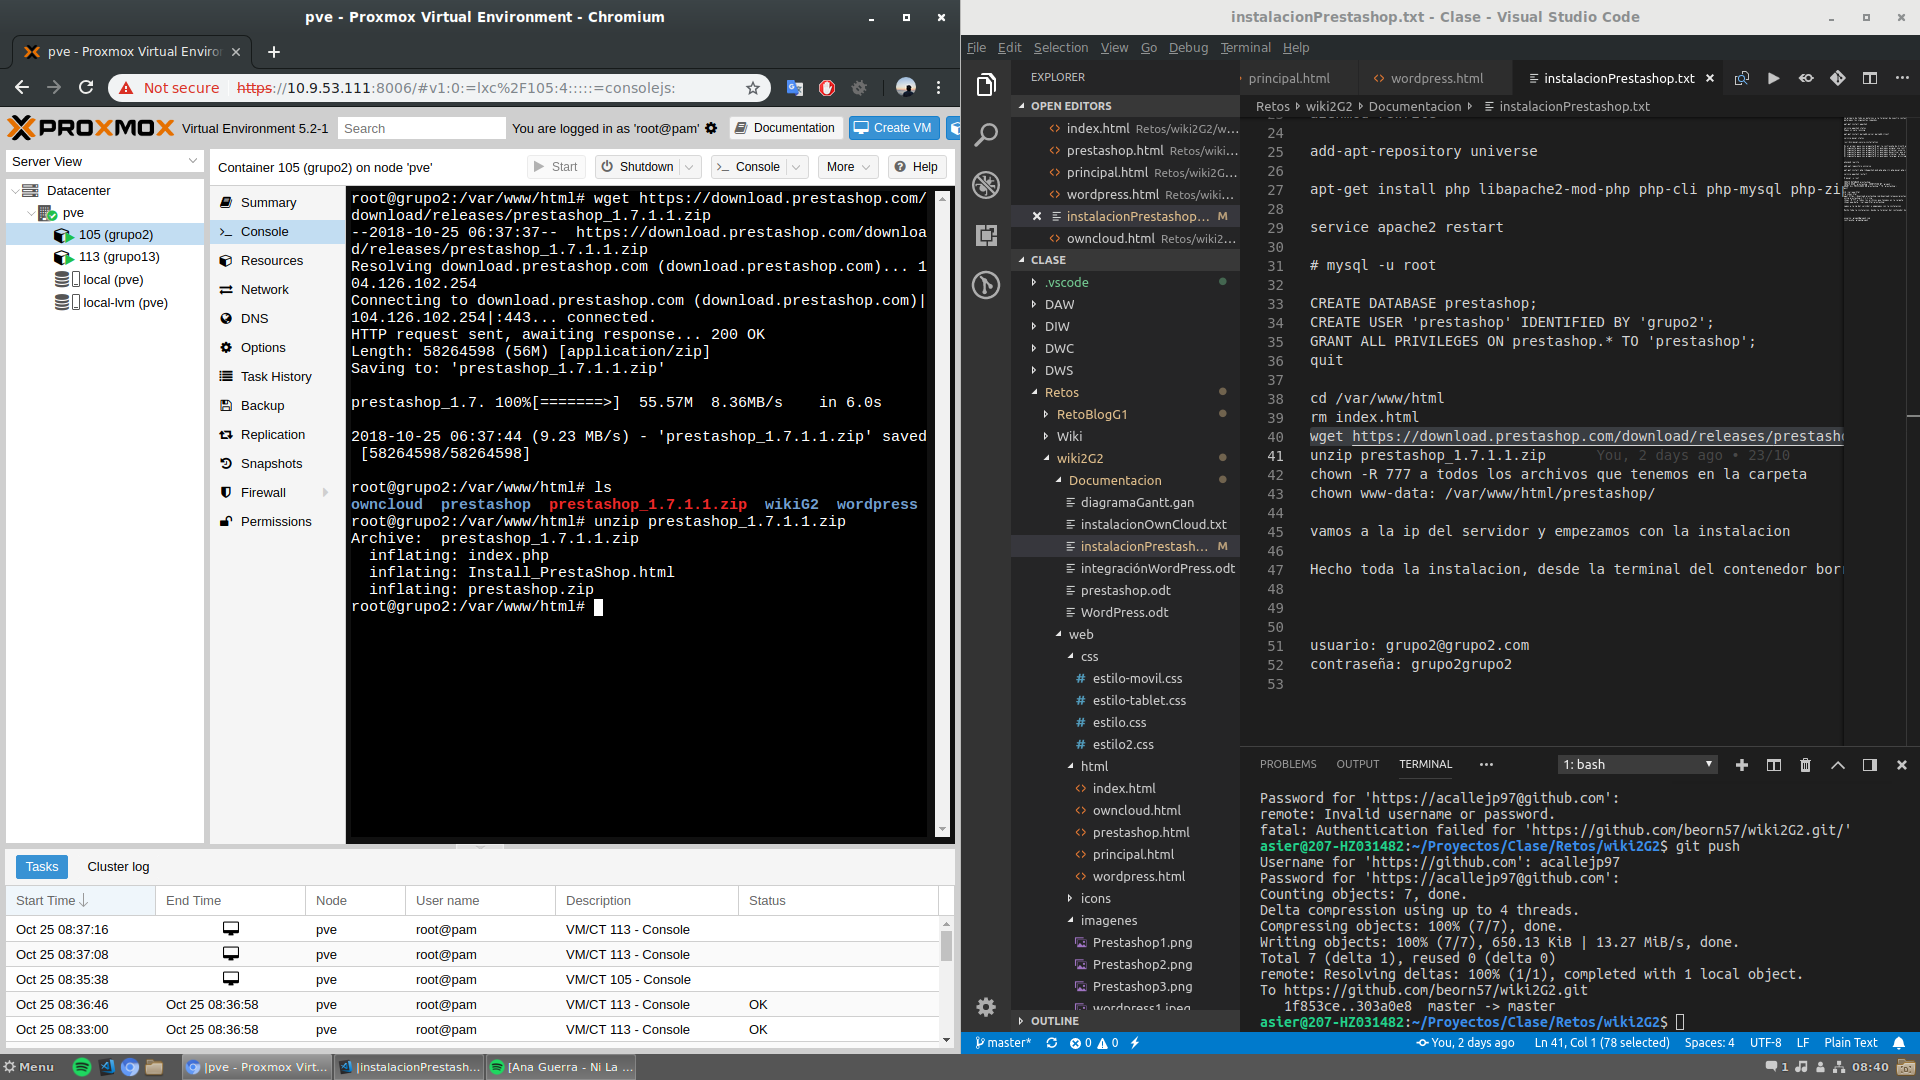 pve - Proxmox Virtual Environment - Chromium
pve - Proxmox Virtual Enviro
Not secure
https://10.9.53.111:8006/#v1:0:=lxc%2F105:4:::::=consolejs:
PROXMOX
Virtual Environment 5.2-1
Search
You are logged in as 'root@pam'
Documentation
Create VM
Server View
Datacenter
pve
105 (grupo2)
113 (grupo13)
local (pve)
local-lvm (pve)
Container 105 (grupo2) on node 'pve'
Start
Shutdown
Console
More
Help
Summary
Console
Resources
Network
DNS
Options
Task History
Backup
Replication
Snapshots
Firewall
Permissions
root@grupo2:/var/www/html# wget https://download.prestashop.com/
download/releases/prestashop_1.7.1.1.zip
--2018-10-25 06:37:37--  https://download.prestashop.com/downloa
d/releases/prestashop_1.7.1.1.zip
Resolving download.prestashop.com (download.prestashop.com)... 1
04.126.102.254
Connecting to download.prestashop.com (download.prestashop.com)|
104.126.102.254|:443... connected.
HTTP request sent, awaiting response... 200 OK
Length: 58264598 (56M) [application/zip]
Saving to: 'prestashop_1.7.1.1.zip'
prestashop_1.7. 100%[=======>]  55.57M  8.36MB/s    in 6.0s
2018-10-25 06:37:44 (9.23 MB/s) - 'prestashop_1.7.1.1.zip' saved
[58264598/58264598]
root@grupo2:/var/www/html# ls
owncloud  prestashop  prestashop_1.7.1.1.zip  wikiG2  wordpress
root@grupo2:/var/www/html# unzip prestashop_1.7.1.1.zip
Archive:  prestashop_1.7.1.1.zip
inflating: index.php
inflating: Install_PrestaShop.html
inflating: prestashop.zip
root@grupo2:/var/www/html#
Tasks
Cluster log
Start Time  End Time  Node  User name  Description  Status
Oct 25 08:37:16  pve  root@pam  VM/CT 113 - Console
Oct 25 08:37:08  pve  root@pam  VM/CT 113 - Console
Oct 25 08:35:38  pve  root@pam  VM/CT 105 - Console
Oct 25 08:36:46  Oct 25 08:36:58  pve  root@pam  VM/CT 113 - Console  OK
Oct 25 08:33:00  Oct 25 08:36:58  pve  root@pam  VM/CT 113 - Console  OK
instalacionPrestashop.txt - Clase - Visual Studio Code
File Edit Selection View Go Debug Terminal Help
EXPLORER
OPEN EDITORS
index.html Retos/wiki2G2/w...
prestashop.html Retos/wiki...
principal.html Retos/wiki2G...
wordpress.html Retos/wiki...
instalacionPrestashop... M
owncloud.html Retos/wiki2...
CLASE
.vscode
DAW
DIW
DWC
DWS
Retos
RetoBlogG1
Wiki
wiki2G2
Documentacion
diagramaGantt.gan
instalacionOwnCloud.txt
instalacionPrestash... M
integraciónWordPress.odt
prestashop.odt
WordPress.odt
web
css
estilo-movil.css
estilo-tablet.css
estilo.css
estilo2.css
html
index.html
owncloud.html
prestashop.html
principal.html
wordpress.html
icons
imagenes
Prestashop1.png
Prestashop2.png
Prestashop3.png
wordpress1.jpeg
OUTLINE
principal.html
wordpress.html
instalacionPrestashop.txt
Retos › wiki2G2 › Documentacion › instalacionPrestashop.txt
24
25 add-apt-repository universe
26
27 apt-get install php libapache2-mod-php php-cli php-mysql php-zi
28
29 service apache2 restart
30
31 # mysql -u root
32
33 CREATE DATABASE prestashop;
34 CREATE USER 'prestashop' IDENTIFIED BY 'grupo2';
35 GRANT ALL PRIVILEGES ON prestashop.* TO 'prestashop';
36 quit
37
38 cd /var/www/html
39 rm index.html
40 wget https://download.prestashop.com/download/releases/prestasho
41 unzip prestashop_1.7.1.1.zip You, 2 days ago • 23/10
42 chown -R 777 a todos los archivos que tenemos en la carpeta
43 chown www-data: /var/www/html/prestashop/
44
45 vamos a la ip del servidor y empezamos con la instalacion
46
47 Hecho toda la instalacion, desde la terminal del contenedor bor
48
49
50
51 usuario: grupo2@grupo2.com
52 contraseña: grupo2grupo2
53
PROBLEMS OUTPUT TERMINAL ••• 1: bash
Password for 'https://acallejp97@github.com':
remote: Invalid username or password.
fatal: Authentication failed for 'https://github.com/beorn57/wiki2G2.git/'
asier@207-HZ031482:~/Proyectos/Clase/Retos/wiki2G2$ git push
Username for 'https://github.com': acallejp97
Password for 'https://acallejp97@github.com':
Counting objects: 7, done.
Delta compression using up to 4 threads.
Compressing objects: 100% (7/7), done.
Writing objects: 100% (7/7), 650.13 KiB | 13.27 MiB/s, done.
Total 7 (delta 1), reused 0 (delta 0)
remote: Resolving deltas: 100% (1/1), completed with 1 local object.
To https://github.com/beorn57/wiki2G2.git
1f853ce..303a0e8  master -> master
asier@207-HZ031482:~/Proyectos/Clase/Retos/wiki2G2$
master* 0 0 You, 2 days ago Ln 41, Col 1 (78 selected) Spaces: 4 UTF-8 LF Plain Text
Menu
|pve - Proxmox Virt...
|instalacionPrestash...
[Ana Guerra - Ni La ...
1
08:40